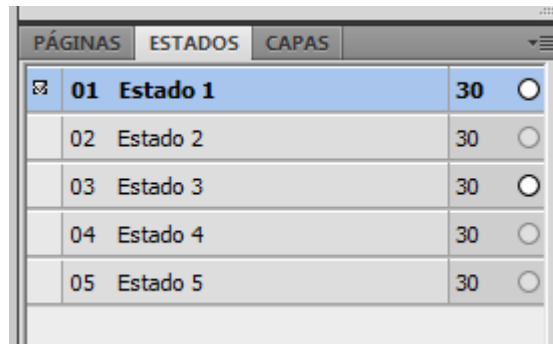 PÁGINAS ESTADOS CAPAS
01 Estado 1 30
02 Estado 2 30
03 Estado 3 30
04 Estado 4 30
05 Estado 5 30